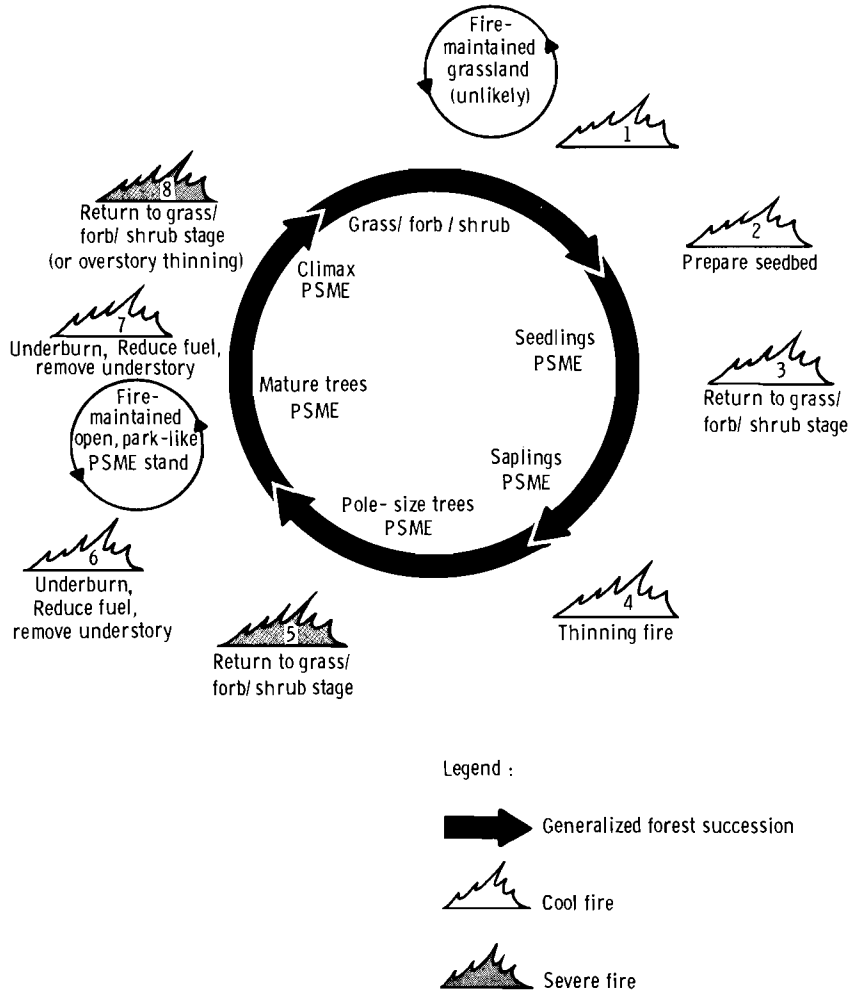 Fire-
maintained
grassland
(unlikely)
1
8
Return to grass/
forb/ shrub stage
(or overstory thinning)
Grass/ forb / shrub
2
Prepare seedbed
Climax
PSME
7
Underburn, Reduce fuel,
remove understory
Seedlings
PSME
3
Return to grass/
forb/ shrub stage
Mature trees
PSME
Fire-
maintained
open, park-like
PSME stand
Saplings
PSME
Pole- size trees
PSME
6
Underburn,
Reduce fuel,
remove understory
4
Thinning fire
5
Return to grass/
forb/ shrub stage
Legend :
Generalized forest succession
Cool fire
Severe fire